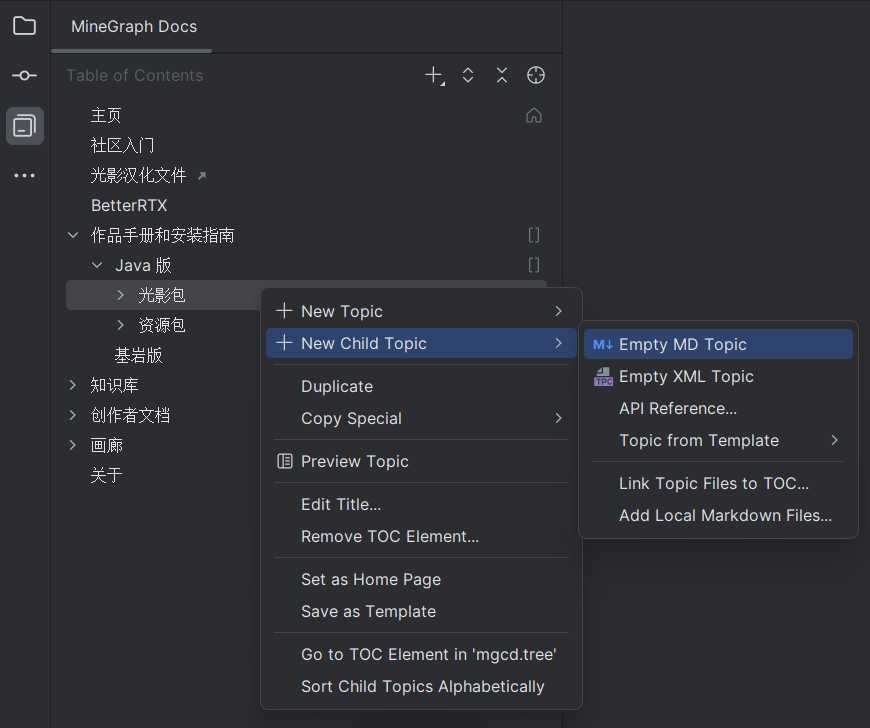 MineGraph Docs
Table of Contents
主页
社区入门
光影汉化文件
BetterRTX
作品手册和安装指南
Java 版
光影包
资源包
基岩版
知识库
创作者文档
画廊
关于
New Topic
New Child Topic
Duplicate
Copy Special
Preview Topic
Edit Title...
Remove TOC Element...
Set as Home Page
Save as Template
Go to TOC Element in 'mgcd.tree'
Sort Child Topics Alphabetically
M↓ Empty MD Topic
TPC Empty XML Topic
API Reference...
Topic from Template
Link Topic Files to TOC...
Add Local Markdown Files...